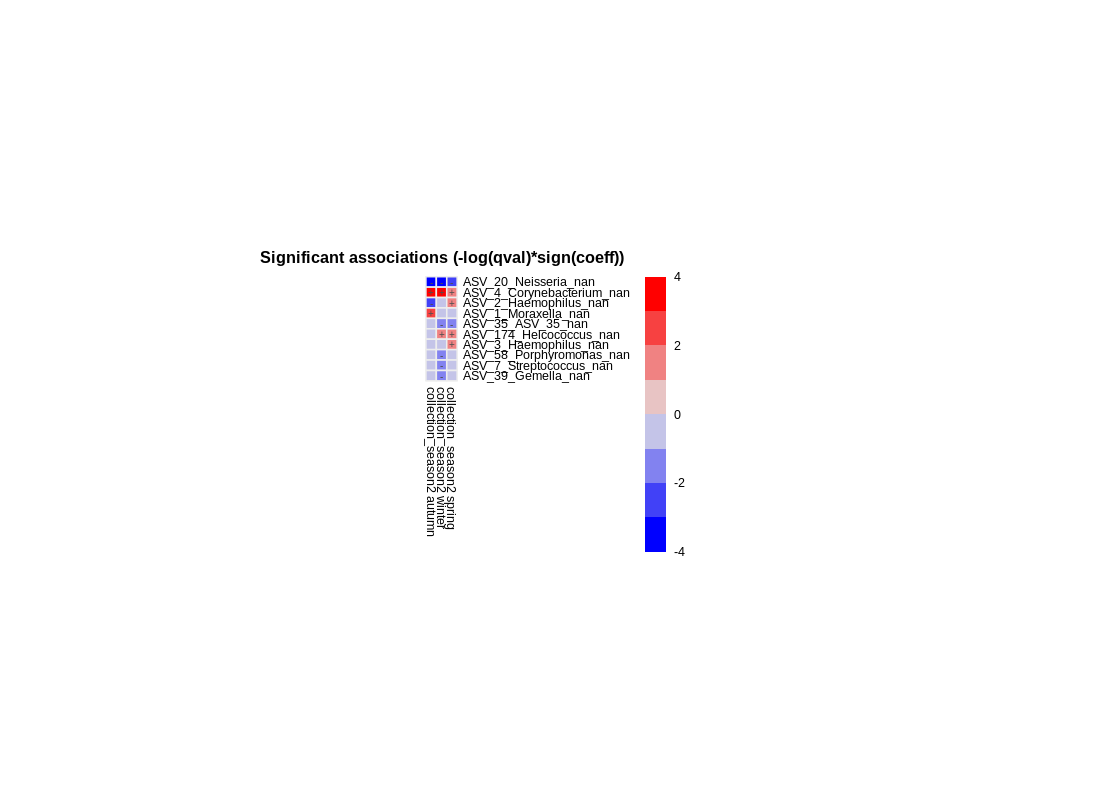 Significant associations (-log(qval)*sign(coeff))
ASV_20_Neisseria_nan
ASV_4_Corynebacterium_nan
ASV_2_Haemophilus_nan
ASV_1_Moraxella_nan
ASV_35_ASV_35_nan
ASV_174_Helcococcus_nan
ASV_3_Haemophilus_nan
ASV_58_Porphyromonas_nan
ASV_7_Streptococcus_nan
ASV_39_Gemella_nan
collection_season2 autumn
collection_season2 winter
collection_season2 spring
4
2
0
-2
-4